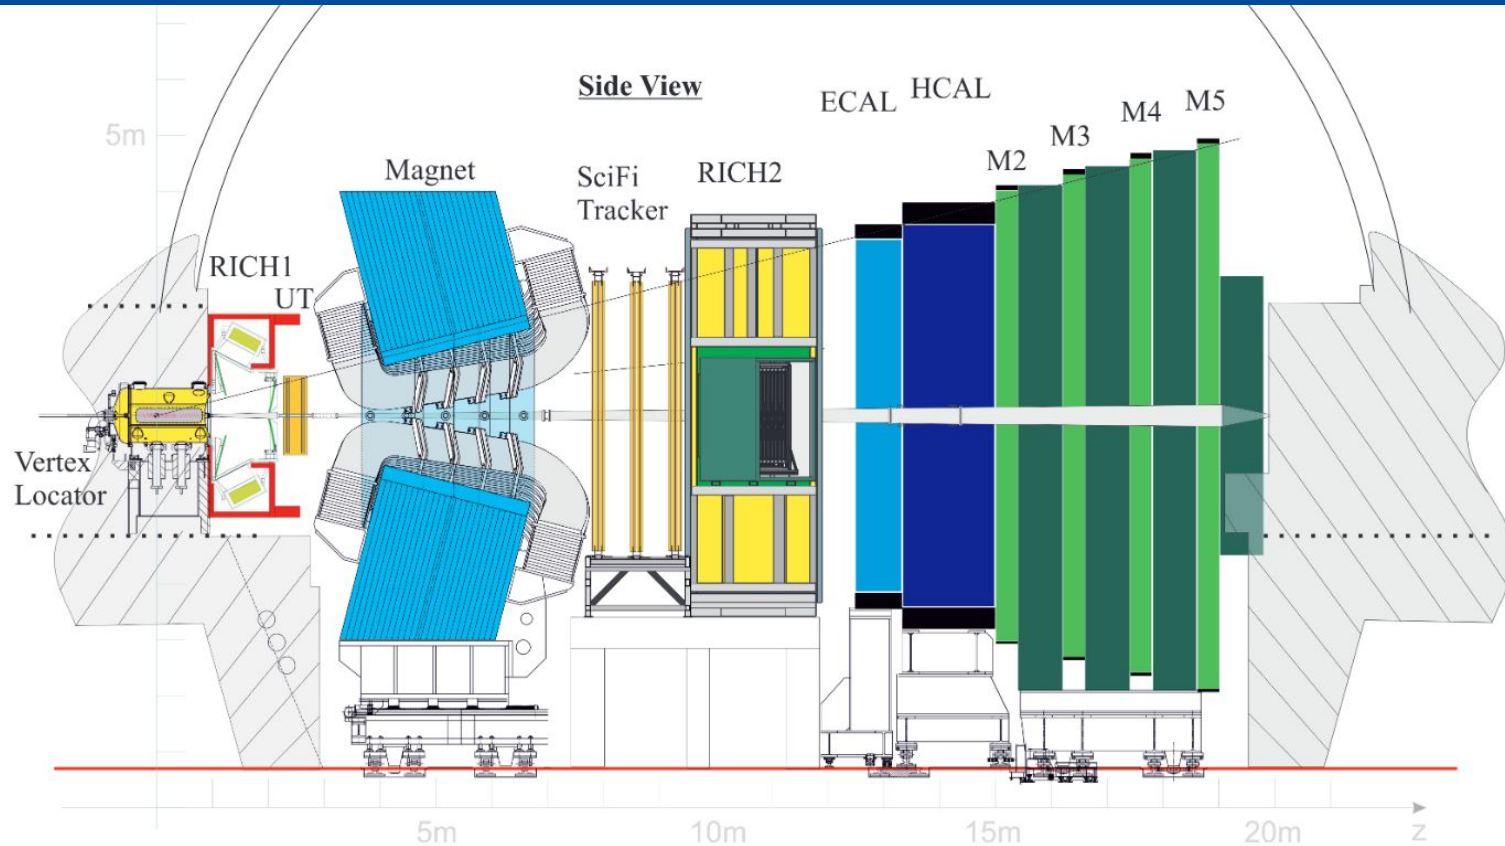 Side View
ECAL
HCAL
M2
M3
M4
M5
5m
Magnet
SciFi
Tracker
RICH2
RICH1
UT
Vertex
Locator
5m
10m
15m
20m
z